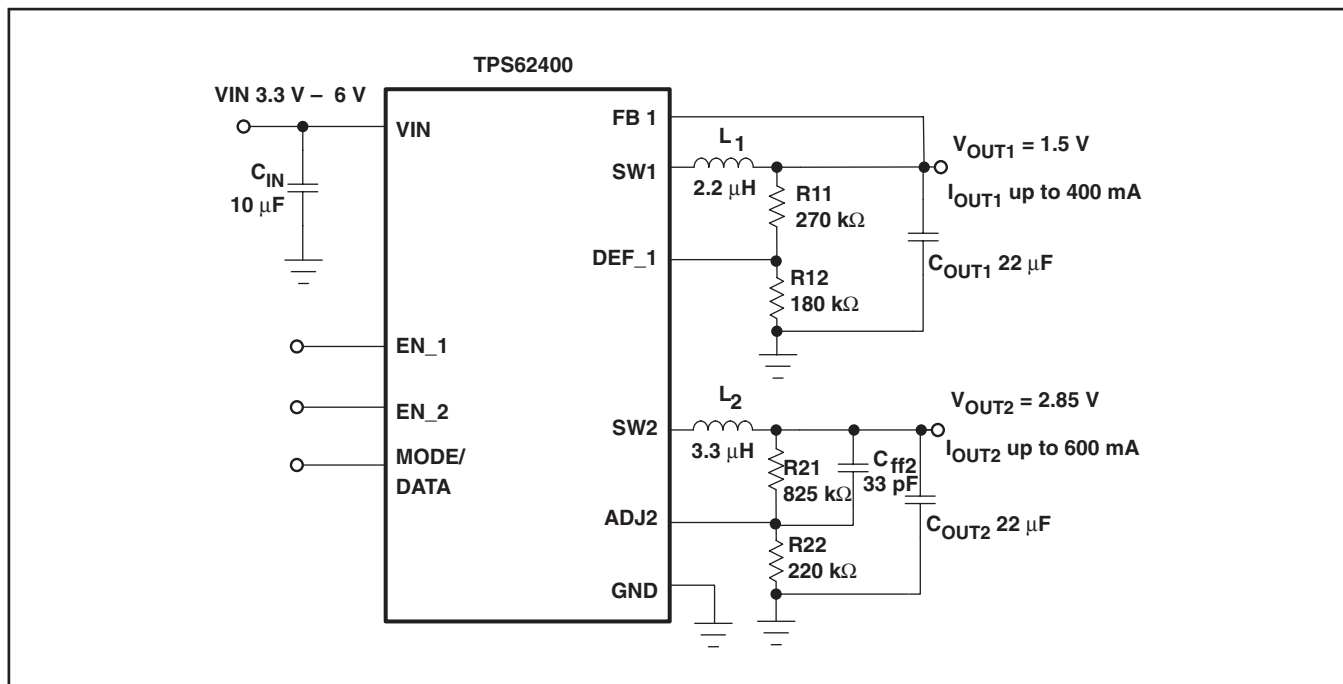 TPS62400
VIN 3.3 V – 6 V
VIN
C_IN
10 μF
EN_1
EN_2
MODE/
DATA
FB 1
SW1
DEF_1
SW2
ADJ2
GND
L1
2.2 μH
R11
270 kΩ
R12
180 kΩ
V_OUT1 = 1.5 V
I_OUT1 up to 400 mA
C_OUT1 22 μF
L2
3.3 μH
R21
825 kΩ
C_ff2
33 pF
R22
220 kΩ
V_OUT2 = 2.85 V
I_OUT2 up to 600 mA
C_OUT2 22 μF